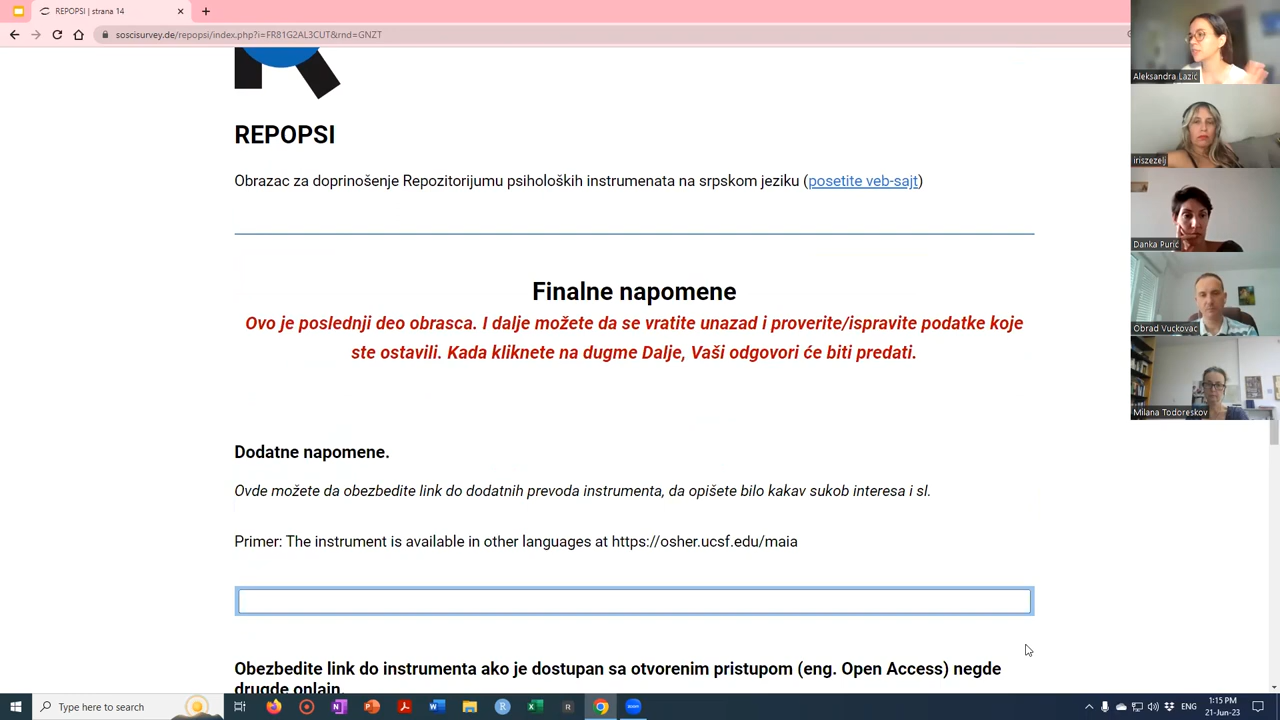 REPOPSI | strana 14
soscisurvey.de/repopsi/index.php?i=FR81G2AL3CUT&rnd=GNZT
REPOPSI
Obrazac za doprinošenje Repozitorijumu psiholoških instrumenata na srpskom jeziku (posetite veb-sajt)
Finalne napomene
Ovo je poslednji deo obrasca. I dalje možete da se vratite unazad i proverite/ispravite podatke koje
ste ostavili. Kada kliknete na dugme Dalje, Vaši odgovori će biti predati.
Dodatne napomene.
Ovde možete da obezbedite link do dodatnih prevoda instrumenta, da opišete bilo kakav sukob interesa i sl.
Primer: The instrument is available in other languages at https://osher.ucsf.edu/maia
Obezbedite link do instrumenta ako je dostupan sa otvorenim pristupom (eng. Open Access) negde
drugde onlajn.
Aleksandra Lazić
iriszezelj
Danka Purić
Obrad Vuckovac
Milana Todoreskov
Type here to search
1:15 PM
21-Jun-23